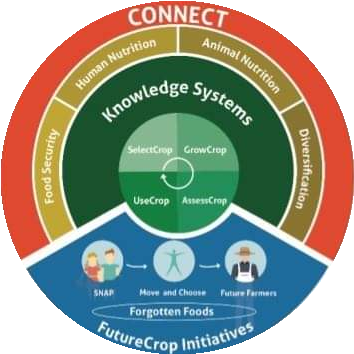 CONNECT
Human Nutrition
Animal Nutrition
Food Security
Diversification
Knowledge Systems
SelectCrop
GrowCrop
UseCrop
AssessCrop
SNAP
Move and Choose
Future Farmers
Forgotten Foods
FutureCrop Initiatives